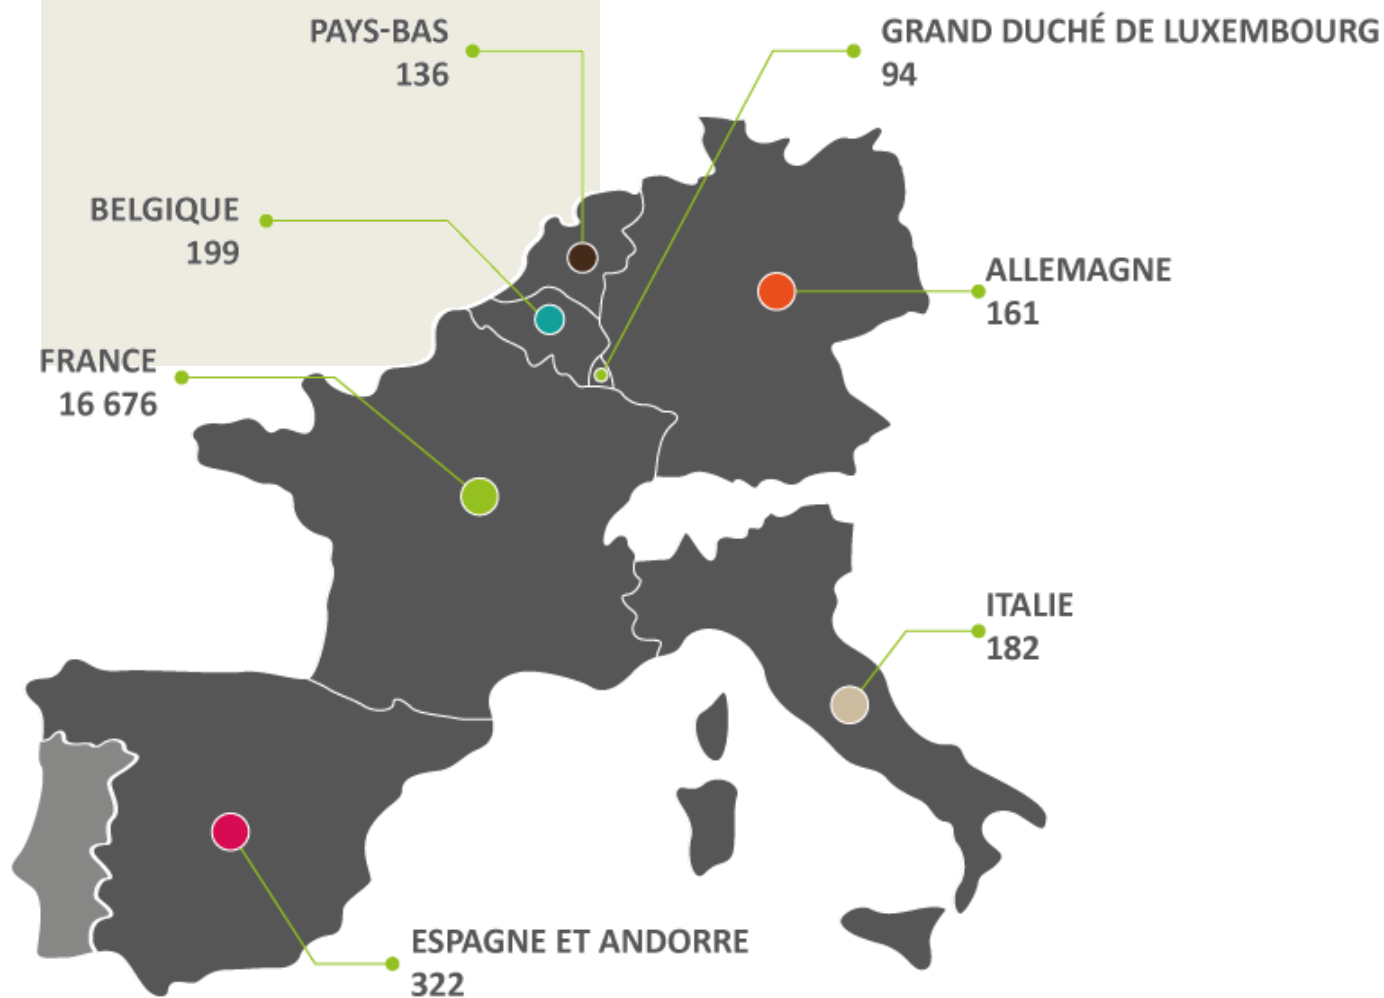 PAYS-BAS
136
GRAND DUCHÉ DE LUXEMBOURG
94
BELGIQUE
199
ALLEMAGNE
161
FRANCE
16 676
ITALIE
182
ESPAGNE ET ANDORRE
322